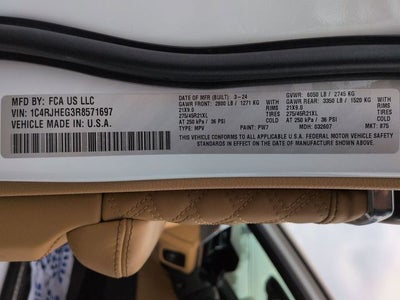 MFD BY: FCA US LLC
VIN: 1C4RJHEG3R8571697
VEHICLE MADE IN: U.S.A.
DATE OF MFR (BUILT): 3-24
GVWR: 6050 LB / 2745 KG
GAWR FRONT: 2800 LB / 1271 KG WITH
GAWR REAR: 3350 LB / 1520 KG WITH
21X9.0 RIMS
21X9.0 RIMS
275/45R21XL TIRES
275/45R21XL TIRES
AT 250 kPa / 36 PSI COLD
AT 250 kPa / 36 PSI COLD
TYPE: MPV PAINT: PW7 MDH: 032607 MKT: 875
THIS VEHICLE CONFORMS TO ALL APPLICABLE U.S.A. FEDERAL MOTOR VEHICLE SAFETY
STANDARDS IN EFFECT ON THE DATE OF MANUFACTURE SHOWN ABOVE.